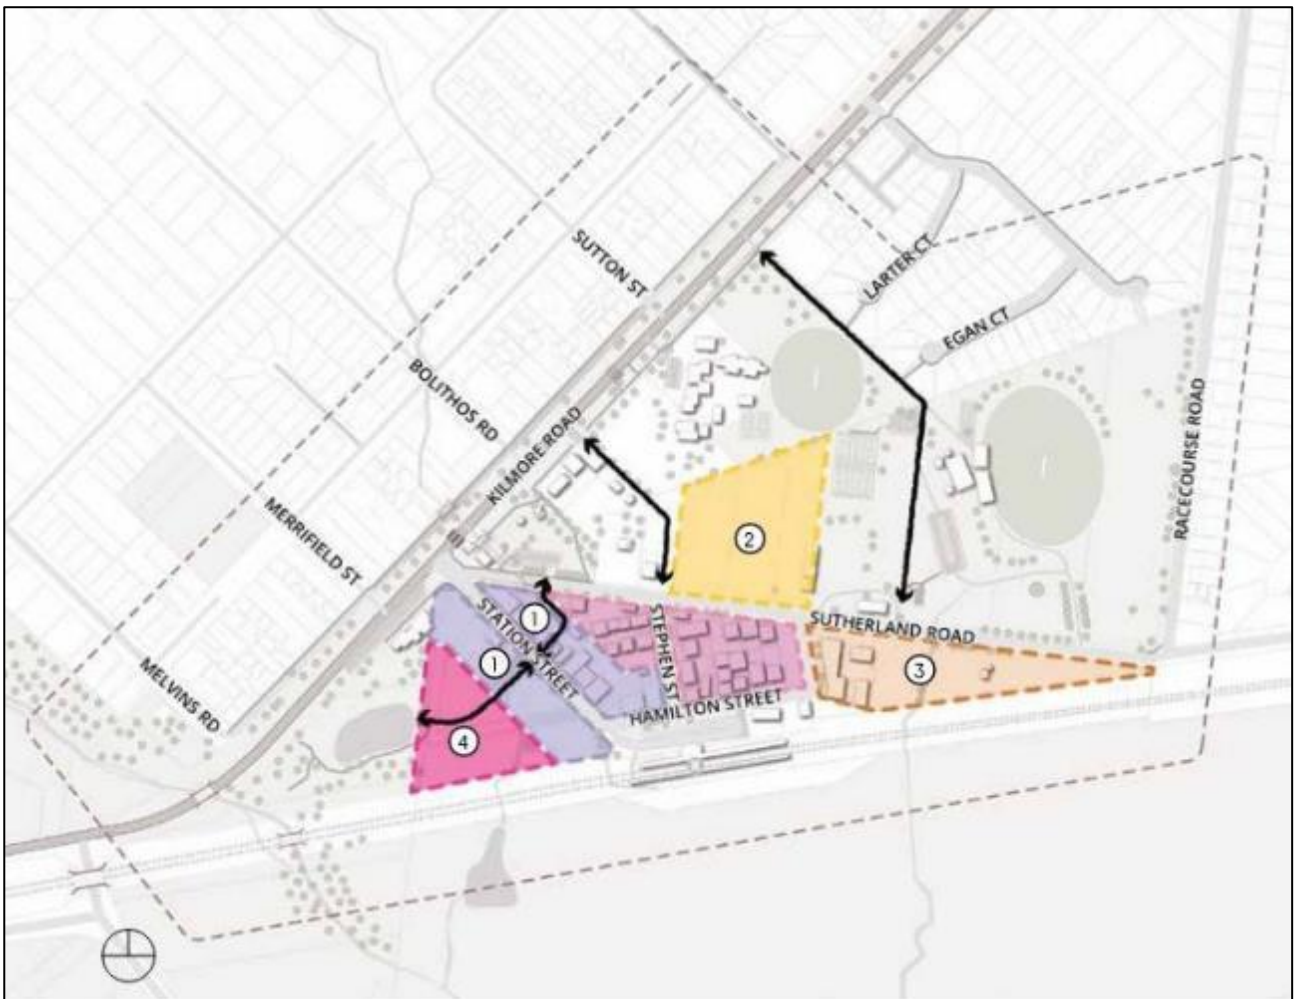 SUTTON ST
LARTER CT
EGAN CT
BOLITHOS RD
KILMORE ROAD
RACECOURSE ROAD
MERRIFIELD ST
2
1
STATION STREET
STEPHEN ST
SUTHERLAND ROAD
1
3
MELVINS RD
HAMILTON STREET
4